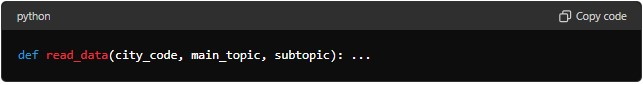 python
Copy code
def read_data(city_code, main_topic, subtopic): ...